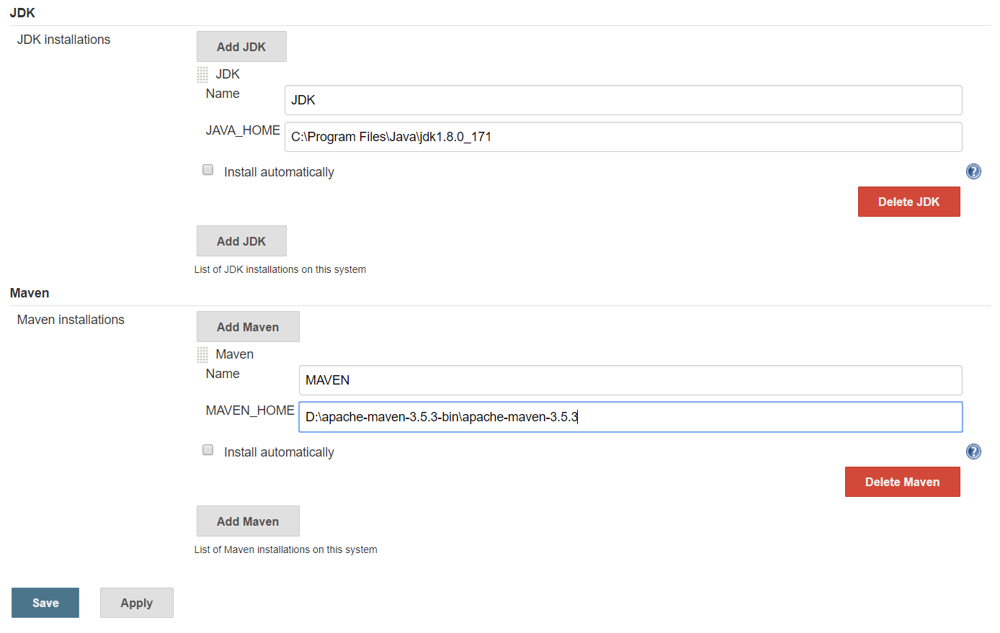 JDK
JDK installations
Add JDK
JDK
Name
JDK
JAVA_HOME
C:\Program Files\Java\jdk1.8.0_171
Install automatically
?
Delete JDK
Add JDK
List of JDK installations on this system
Maven
Maven installations
Add Maven
Maven
Name
MAVEN
MAVEN_HOME
D:\apache-maven-3.5.3-bin\apache-maven-3.5.3
Install automatically
?
Delete Maven
Add Maven
List of Maven installations on this system
Save
Apply